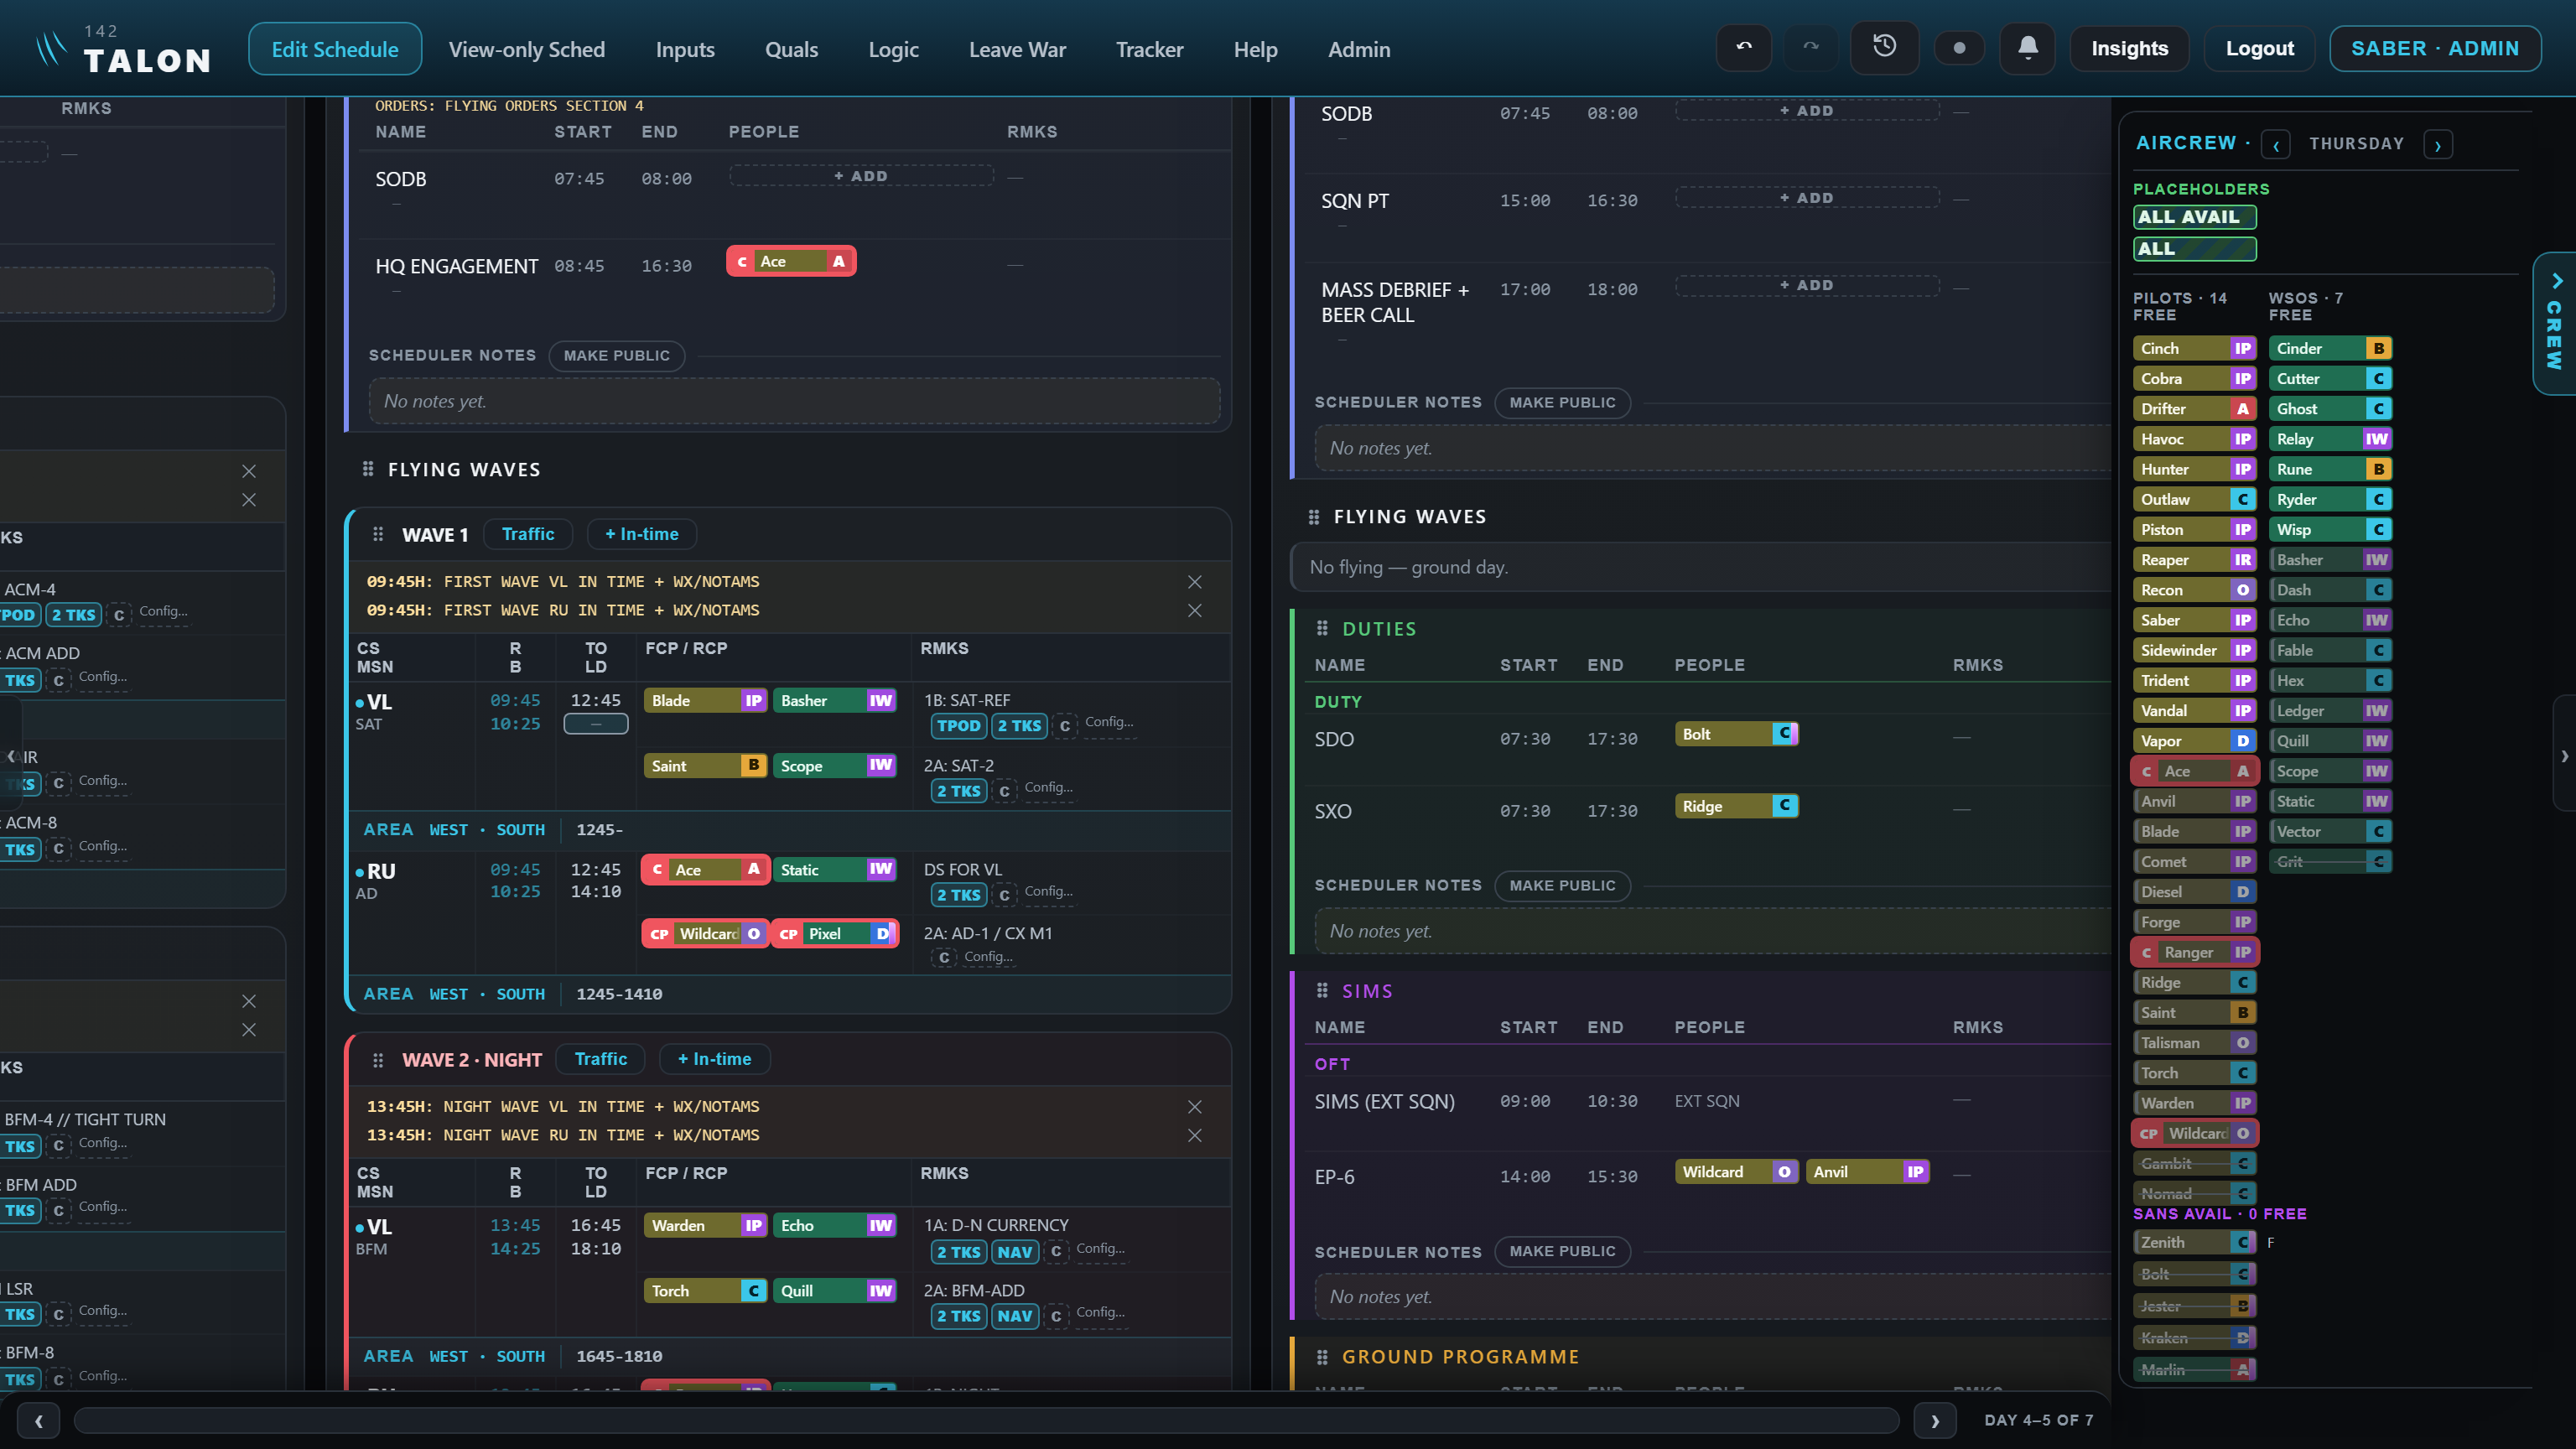 142
TALON
Edit Schedule
View-only Sched
Inputs
Quals
Logic
Leave War
Tracker
Help
Admin
Insights
Logout
SABER · ADMIN
RMKS
—
KS
ACM-4
TPOD 2 TKS C Config...
: ACM ADD
TKS C Config...
AIR
TKS C Config...
: ACM-8
TKS C Config...
KS
BFM-4 // TIGHT TURN
TKS C Config...
: BFM ADD
TKS C Config...
LSR
TKS C Config...
: BFM-8
TKS C Config...
ORDERS: FLYING ORDERS SECTION 4
NAME START END PEOPLE RMKS
SODB 07:45 08:00 + ADD —
—
HQ ENGAGEMENT 08:45 16:30 C Ace A —
—
SCHEDULER NOTES MAKE PUBLIC
No notes yet.
FLYING WAVES
WAVE 1 Traffic + In-time
09:45H: FIRST WAVE VL IN TIME + WX/NOTAMS
09:45H: FIRST WAVE RU IN TIME + WX/NOTAMS
CS R TO FCP / RCP RMKS
MSN B LD
VL 09:45 12:45 Blade IP Basher IW 1B: SAT-REF
SAT 10:25 — TPOD 2 TKS C Config...
Saint B Scope IW 2A: SAT-2
2 TKS C Config...
AREA WEST · SOUTH 1245-
RU 09:45 12:45 C Ace A Static IW DS FOR VL
AD 10:25 14:10 2 TKS C Config...
CP Wildcard O CP Pixel D 2A: AD-1 / CX M1
C Config...
AREA WEST · SOUTH 1245-1410
WAVE 2 · NIGHT Traffic + In-time
13:45H: NIGHT WAVE VL IN TIME + WX/NOTAMS
13:45H: NIGHT WAVE RU IN TIME + WX/NOTAMS
CS R TO FCP / RCP RMKS
MSN B LD
VL 13:45 16:45 Warden IP Echo IW 1A: D-N CURRENCY
BFM 14:25 18:10 2 TKS NAV C Config...
Torch C Quill IW 2A: BFM-ADD
2 TKS NAV C Config...
AREA WEST · SOUTH 1645-1810
SODB 07:45 08:00 + ADD —
—
SQN PT 15:00 16:30 + ADD —
—
MASS DEBRIEF + 17:00 18:00 + ADD —
BEER CALL
—
SCHEDULER NOTES MAKE PUBLIC
No notes yet.
FLYING WAVES
No flying — ground day.
DUTIES
NAME START END PEOPLE RMKS
DUTY
SDO 07:30 17:30 Bolt C —
SXO 07:30 17:30 Ridge C —
SCHEDULER NOTES MAKE PUBLIC
No notes yet.
SIMS
NAME START END PEOPLE RMKS
OFT
SIMS (EXT SQN) 09:00 10:30 EXT SQN —
EP-6 14:00 15:30 Wildcard O Anvil IP —
SCHEDULER NOTES MAKE PUBLIC
No notes yet.
GROUND PROGRAMME
AIRCREW · ‹ THURSDAY ›
PLACEHOLDERS
ALL AVAIL
ALL
PILOTS · 14 FREE
WSOS · 7 FREE
Cinch IP Cinder B
Cobra IP Cutter C
Drifter A Ghost C
Havoc IP Relay IW
Hunter IP Rune B
Outlaw C Ryder C
Piston IP Wisp C
Reaper IR Basher IW
Recon O Dash C
Saber IP Echo IW
Sidewinder IP Fable C
Trident IP Hex C
Vandal IP Ledger IW
Vapor D Quill IW
C Ace A Scope IW
Anvil IP Static IW
Blade IP Vector C
Comet IP Grit C
Diesel D
Forge IP
C Ranger IP
Ridge C
Saint B
Talisman O
Torch C
Warden IP
CP Wildcard O
Gambit C
Nomad C
SANS AVAIL · 0 FREE
Zenith C F
Bolt C
Jester B
Kraken D
Marlin A
CREW
DAY 4–5 OF 7